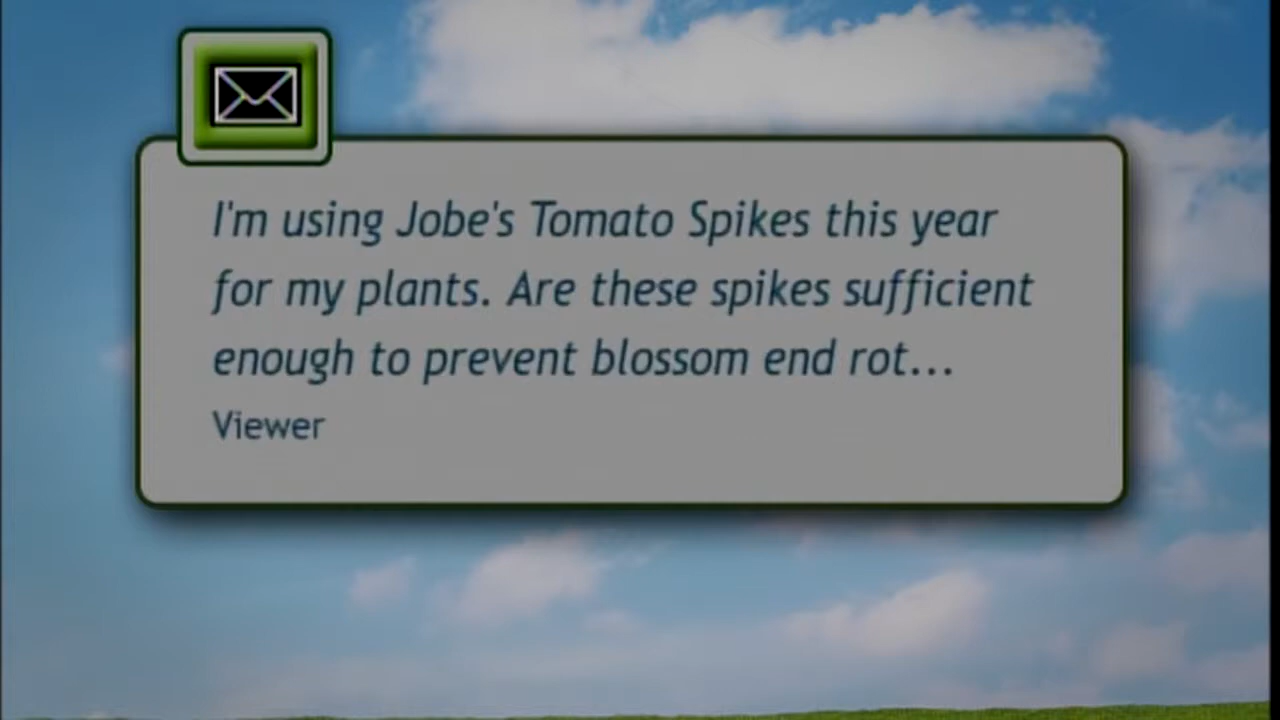 I'm using Jobe's Tomato Spikes this year
for my plants. Are these spikes sufficient
enough to prevent blossom end rot...
Viewer